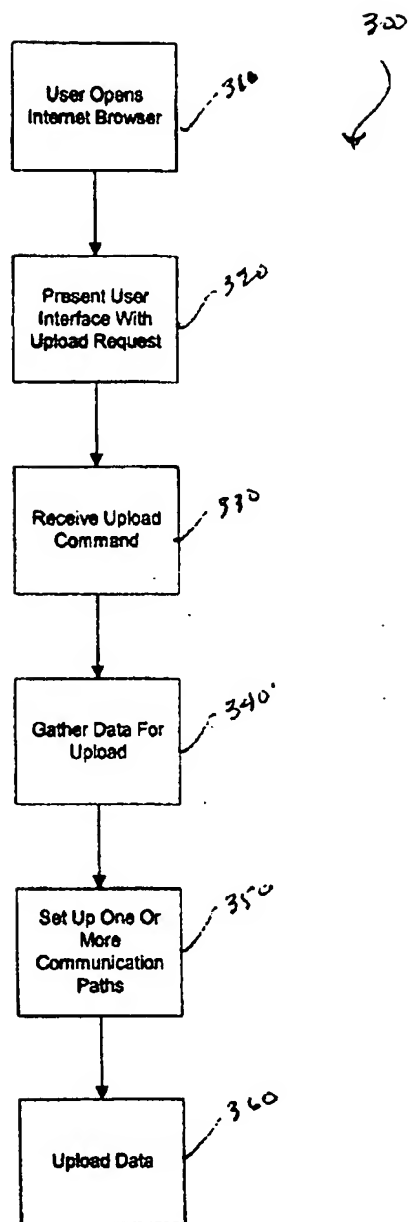 300
User Opens
Internet Browser
310
Present User
Interface With
Upload Request
320
Receive Upload
Command
330
Gather Data For
Upload
340
Set Up One Or
More
Communication
Paths
350
Upload Data
360